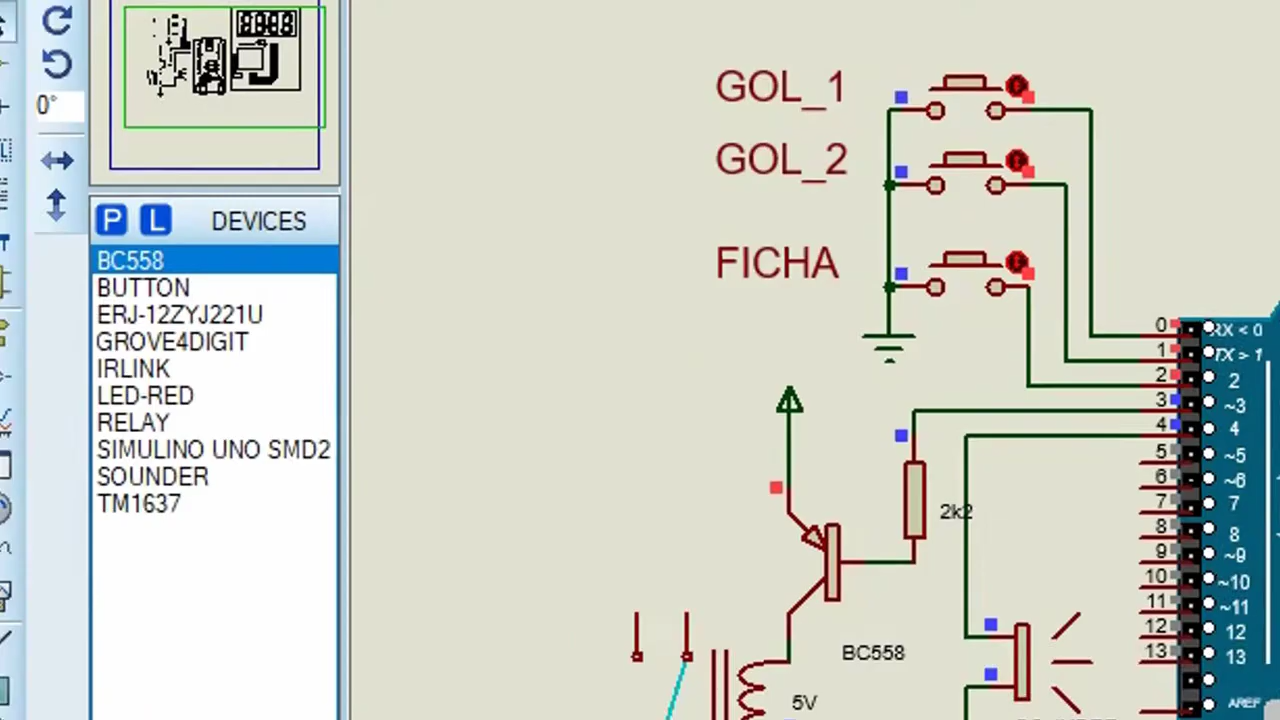 0°
P L DEVICES
BC558
BUTTON
ERJ-12ZYJ221U
GROVE4DIGIT
IRLINK
LED-RED
RELAY
SIMULINO UNO SMD2
SOUNDER
TM1637
GOL_1
GOL_2
FICHA
0 RX < 0
1 TX > 1
2 2
3 ~3
4 4
5 ~5
6 ~6
7 7
8 8
9 ~9
10 ~10
11 ~11
12 12
13 13
AREF
2k2
BC558
5V